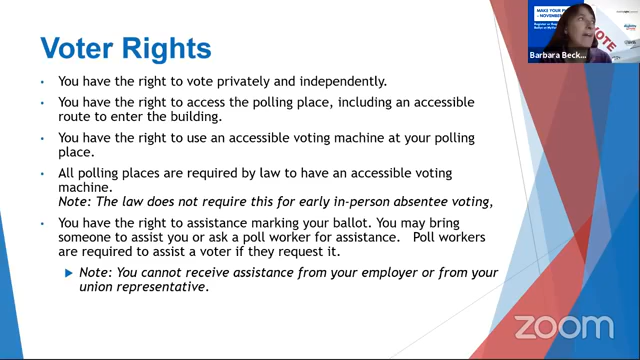 Voter Rights
• You have the right to vote privately and independently.
• You have the right to access the polling place, including an accessible
route to enter the building.
• You have the right to use an accessible voting machine at your polling
place.
• All polling places are required by law to have an accessible voting
machine.
Note: The law does not require this for early in-person absentee voting,
• You have the right to assistance marking your ballot. You may bring
someone to assist you or ask a poll worker for assistance. Poll workers
are required to assist a voter if they request it.
Note: You cannot receive assistance from your employer or from your
union representative.
VOTE
Barbara Beck...
zoom